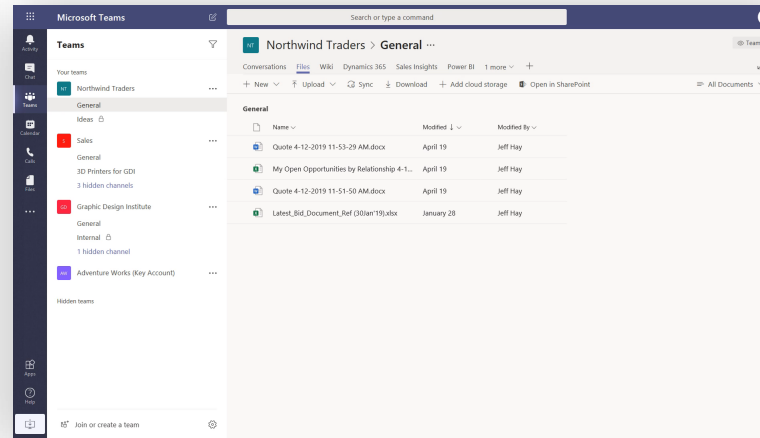 Microsoft Teams
Search or type a command
Activity
Chat
Teams
Calendar
Calls
Files
Apps
Help
Teams
Your teams
NT Northwind Traders
General
Ideas
S Sales
General
3D Printers for GDI
3 hidden channels
GD Graphic Design Institute
General
Internal
1 hidden channel
AW Adventure Works (Key Account)
Hidden teams
Join or create a team
NT Northwind Traders > General ...
Team
Conversations Files Wiki Dynamics 365 Sales Insights Power BI 1 more +
+ New Upload Sync Download + Add cloud storage Open in SharePoint All Documents
General
Name Modified Modified By
Quote 4-12-2019 11-53-29 AM.docx April 19 Jeff Hay
My Open Opportunities by Relationship 4-1... April 19 Jeff Hay
Quote 4-12-2019 11-51-50 AM.docx April 19 Jeff Hay
Latest_Bid_Document_Ref (30Jan'19).xlsx January 28 Jeff Hay